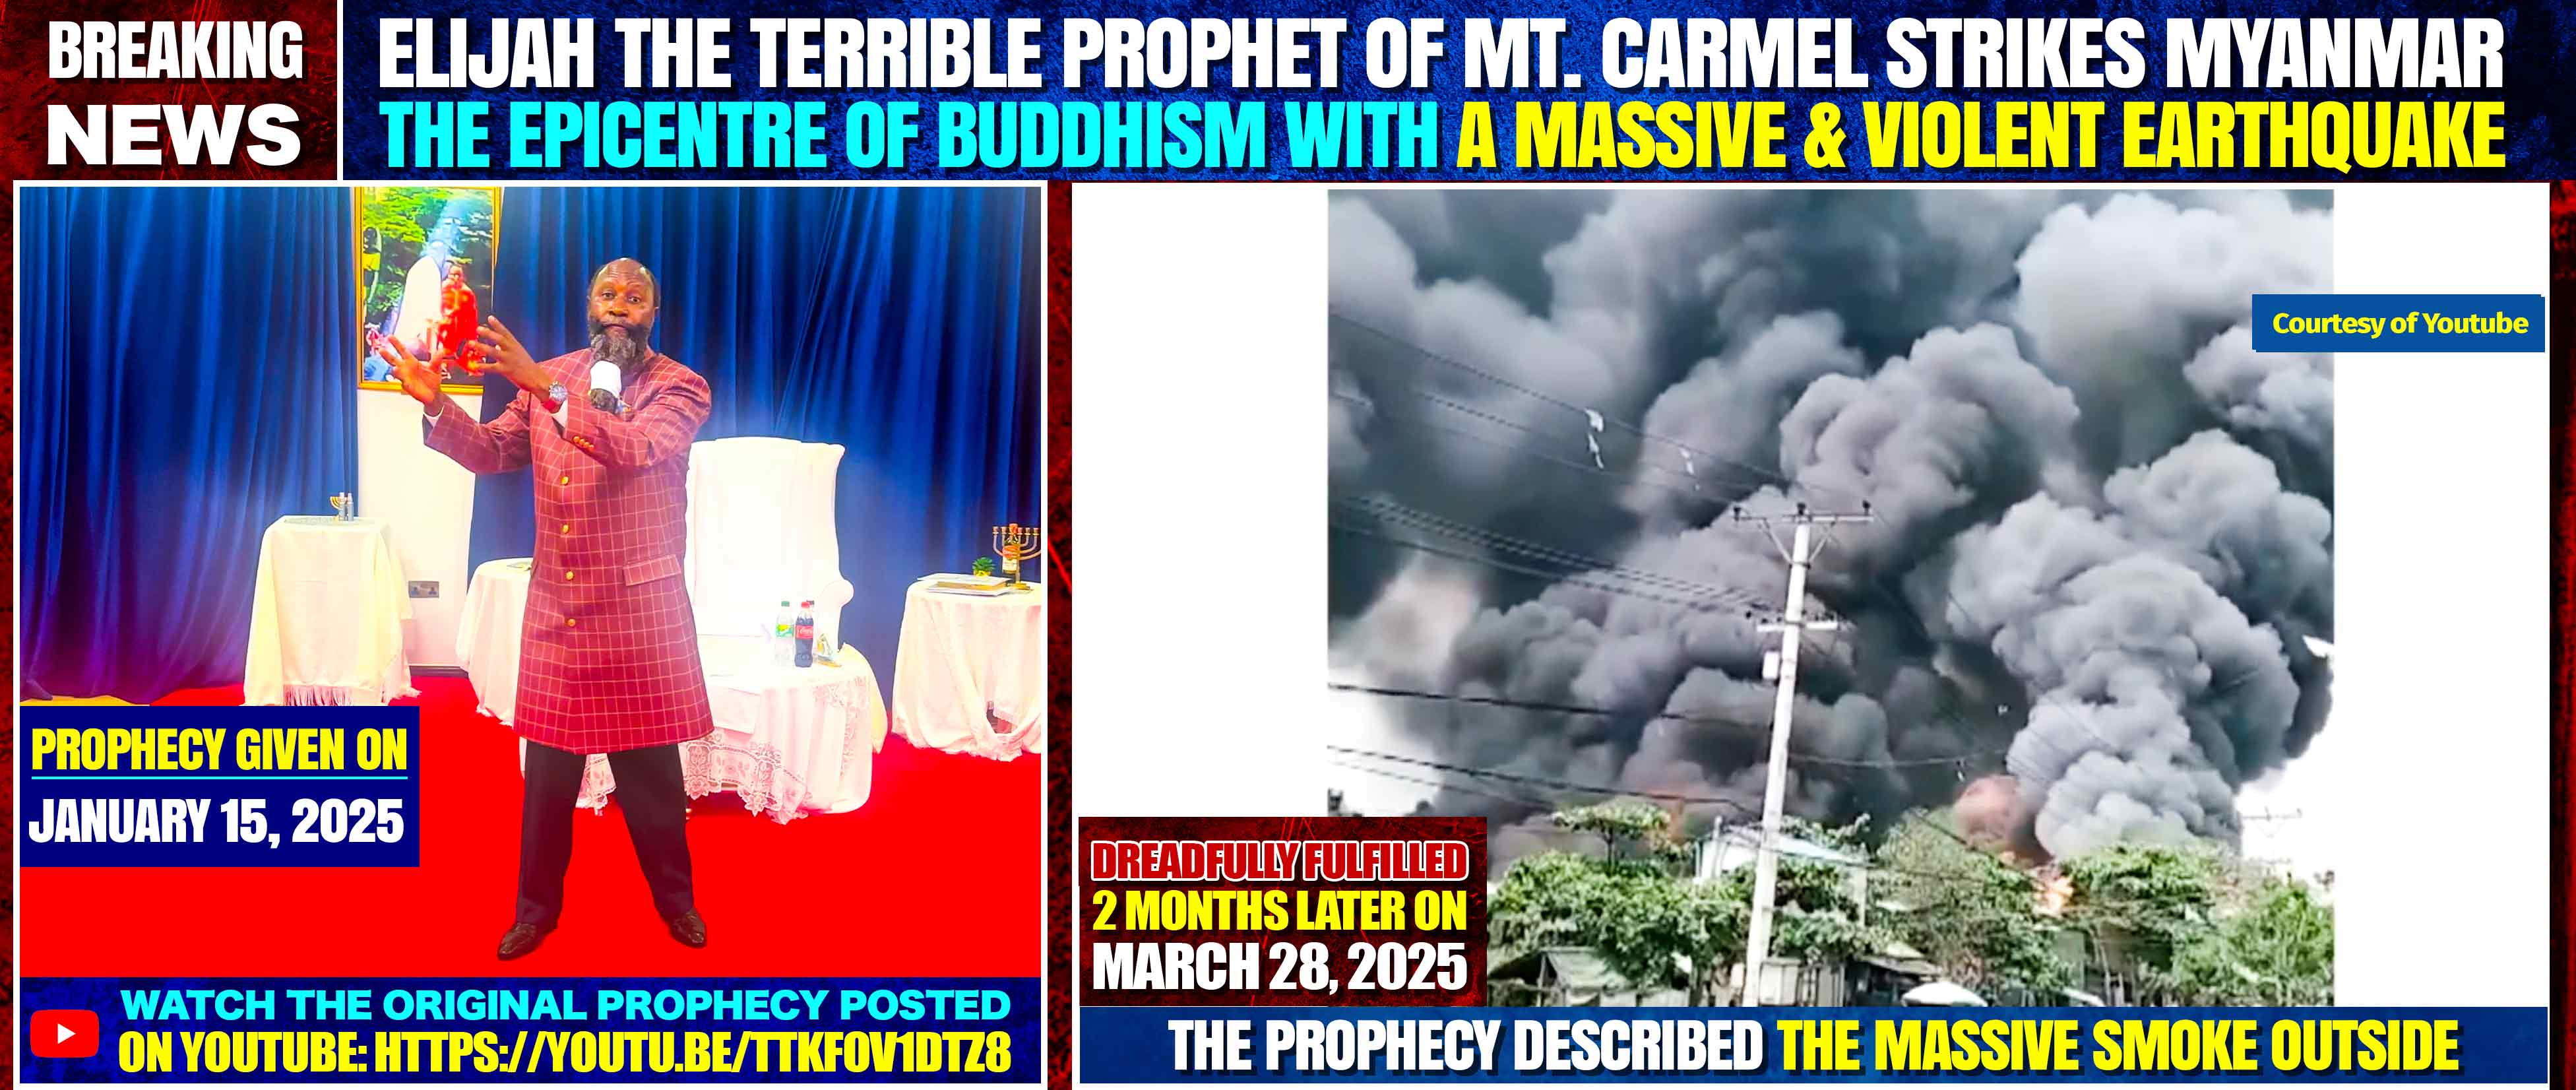 BREAKING
NEWS
ELIJAH THE TERRIBLE PROPHET OF MT. CARMEL STRIKES MYANMAR
THE EPICENTRE OF BUDDHISM WITH A MASSIVE & VIOLENT EARTHQUAKE
Courtesy of Youtube
PROPHECY GIVEN ON
JANUARY 15, 2025
DREADFULLY FULFILLED
2 MONTHS LATER ON
MARCH 28, 2025
WATCH THE ORIGINAL PROPHECY POSTED
ON YOUTUBE: HTTPS://YOUTU.BE/TTKFOV1DTZ8
THE PROPHECY DESCRIBED THE MASSIVE SMOKE OUTSIDE